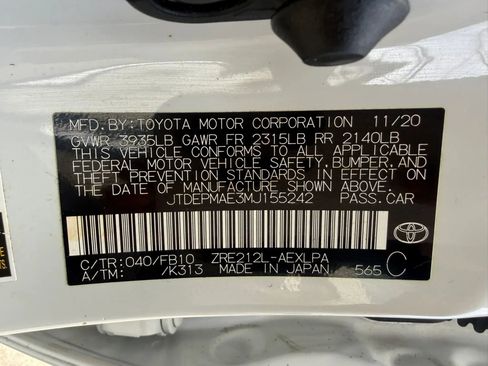 MFD.BY:TOYOTA MOTOR CORPORATION 11/20
GVWR 3935LB GAWR FR 2315LB RR 2140LB
THIS VEHICLE CONFORMS TO ALL APPLICABLE
FEDERAL MOTOR VEHICLE SAFETY,BUMPER,AND
THEFT PREVENTION STANDARDS IN EFFECT ON
THE DATE OF MANUFACTURE SHOWN ABOVE.
JTDEPMAE3MJ155242 PASS.CAR
C/TR:040/FB10 ZRE212L-AEXLPA
A/TM: /K313 MADE IN JAPAN 565 C